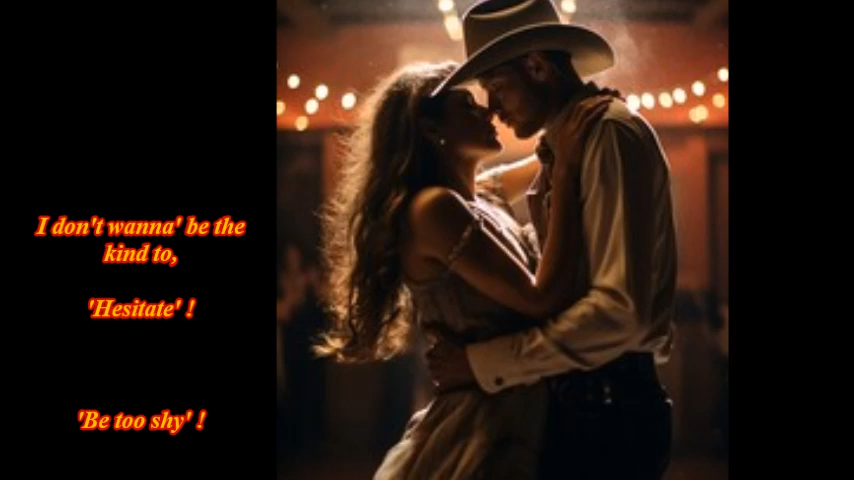 I don't wanna' be the
kind to,
'Hesitate' !
'Be too shy' !